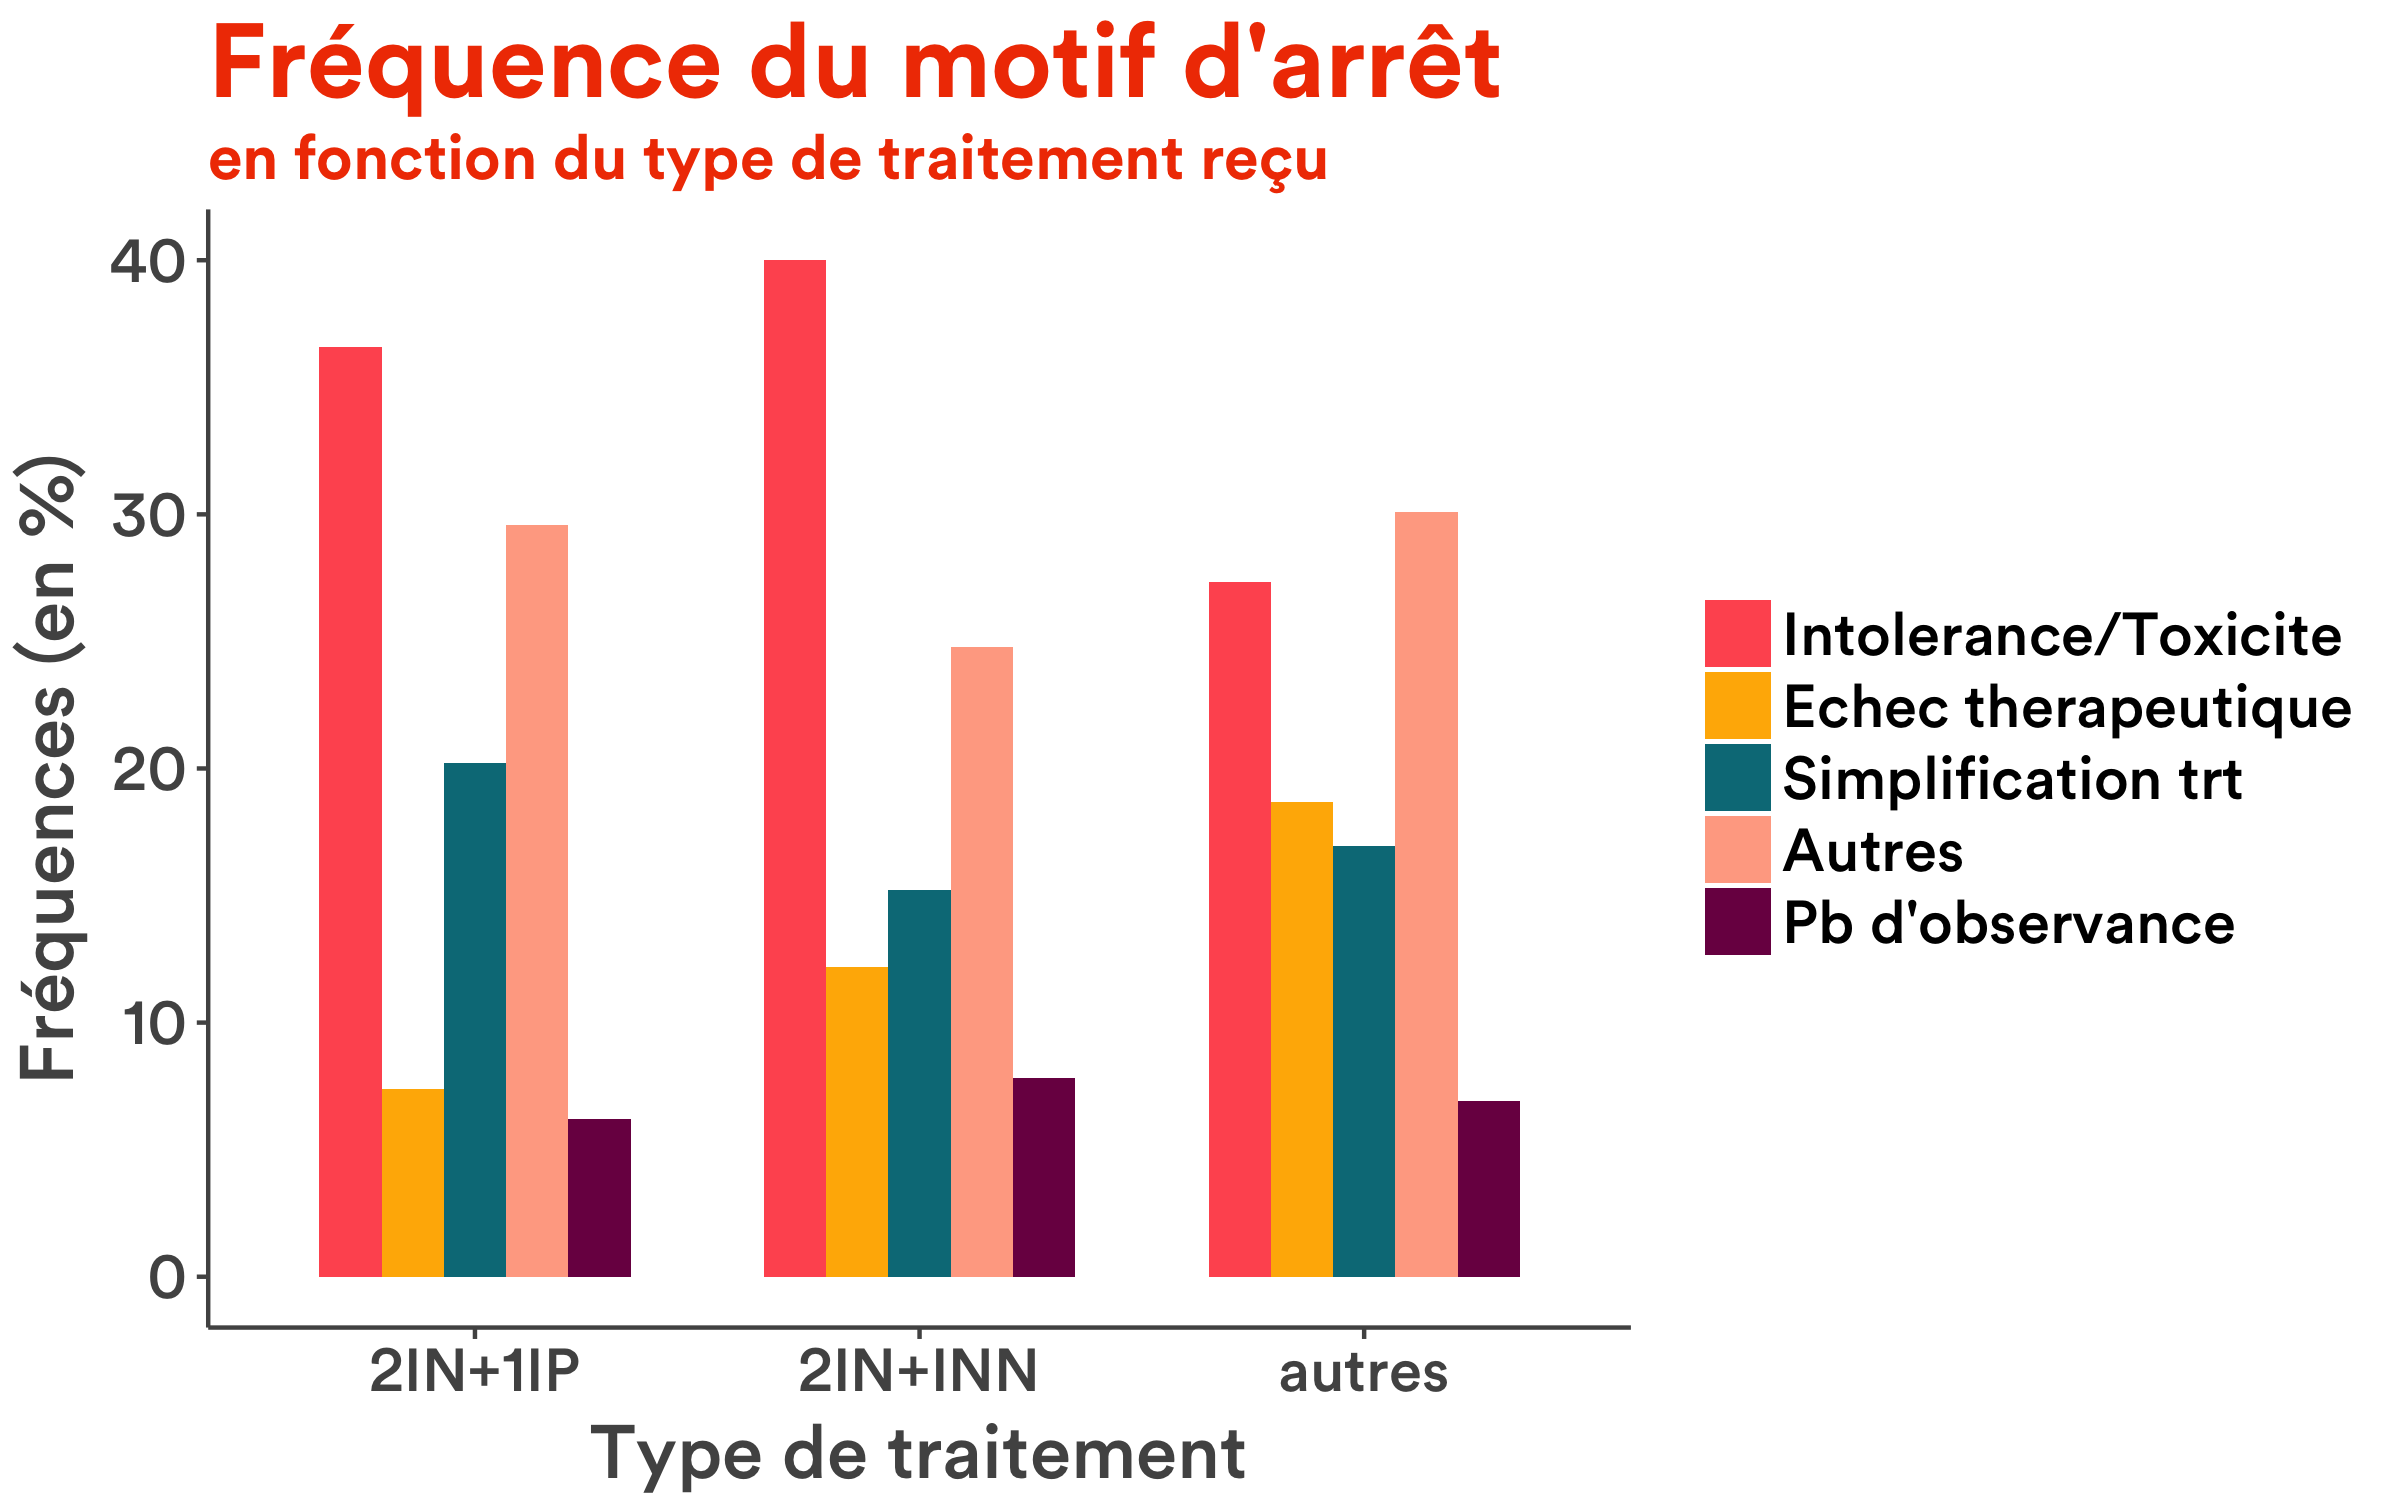 Fréquence du motif d'arrêt
en fonction du type de traitement reçu
Fréquences (en %)
40
30
20
10
0
2IN+1IP
2IN+INN
autres
Type de traitement
Intolerance/Toxicite
Echec therapeutique
Simplification trt
Autres
Pb d'observance